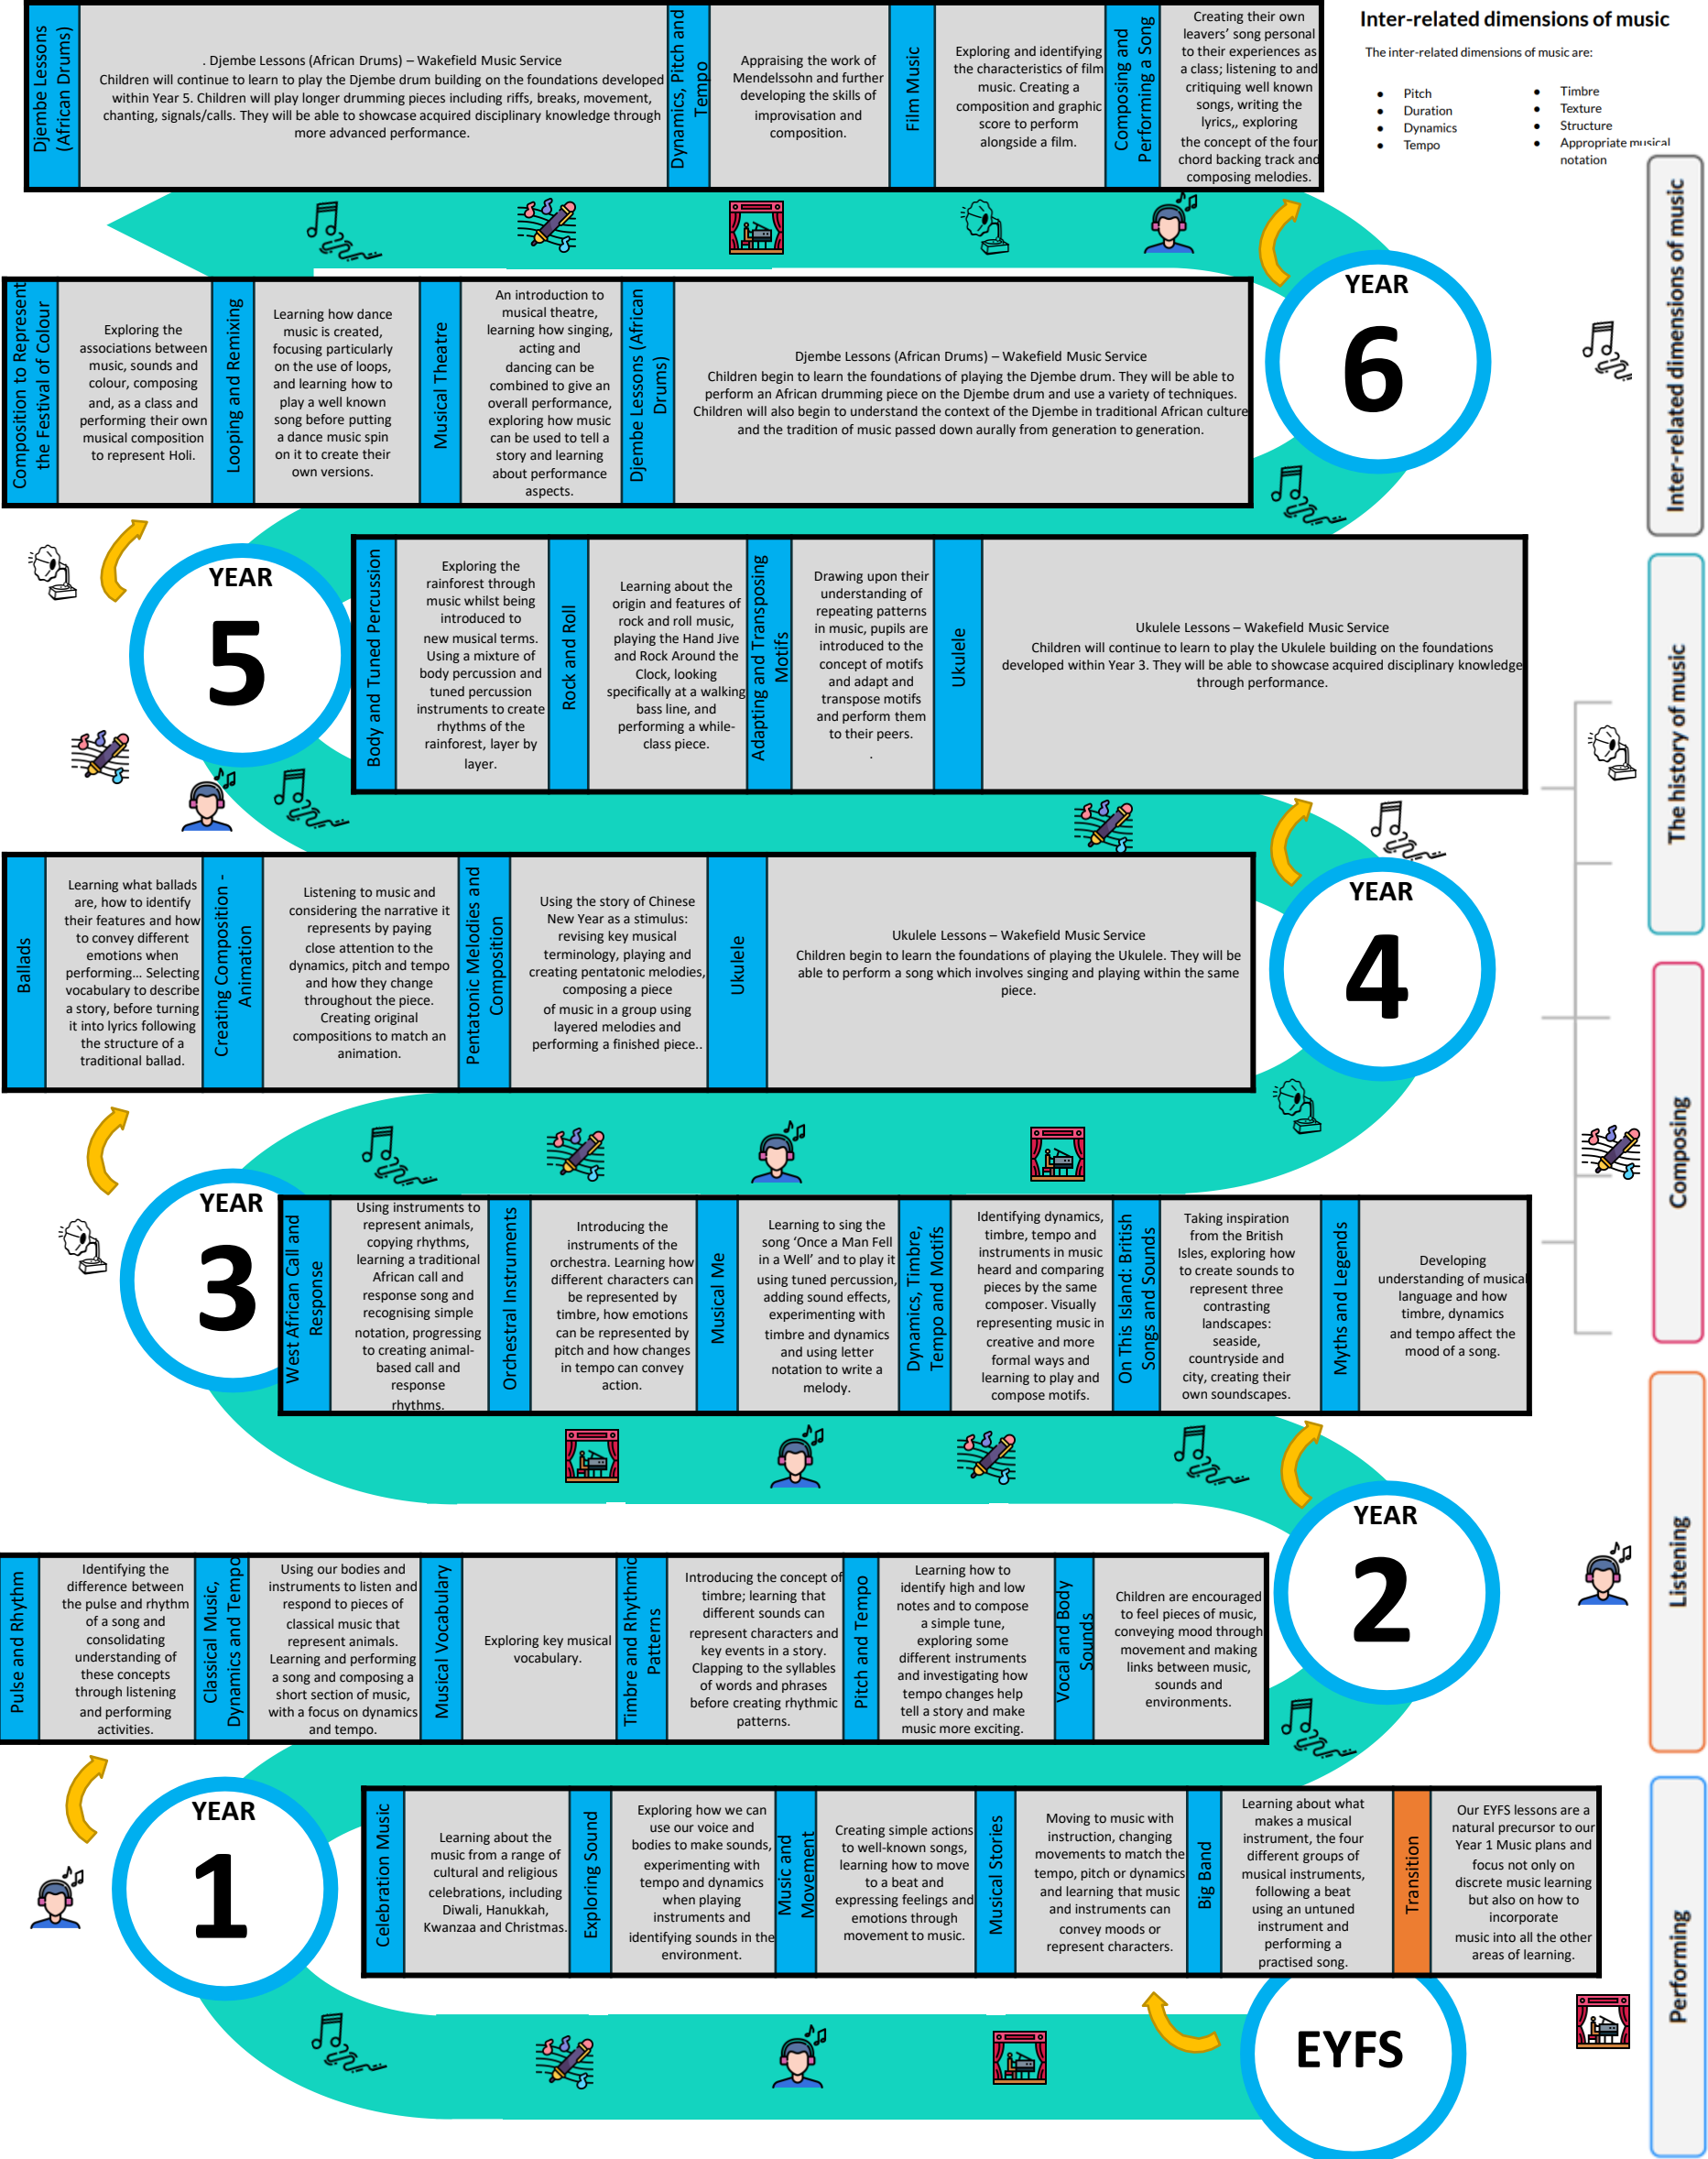 Djembe Lessons
(African Drums)
. Djembe Lessons (African Drums) – Wakefield Music Service
Children will continue to learn to play the Djembe drum building on the foundations developed
within Year 5. Children will play longer drumming pieces including riffs, breaks, movement,
chanting, signals/calls. They will be able to showcase acquired disciplinary knowledge through
more advanced performance.
Dynamics, Pitch and
Tempo
Appraising the work of
Mendelssohn and further
developing the skills of
improvisation and
composition.
Film Music
Exploring and identifying
the characteristics of film
music. Creating a
composition and graphic
score to perform
alongside a film.
Composing and
Performing a Song
Creating their own
leavers’ song personal
to their experiences as
a class; listening to and
critiquing well known
songs, writing the
lyrics,, exploring
the concept of the four
chord backing track and
composing melodies.
Inter-related dimensions of music
The inter-related dimensions of music are:
• Pitch
• Duration
• Dynamics
• Tempo
• Timbre
• Texture
• Structure
• Appropriate musical
notation
YEAR
6
Composition to Represent
the Festival of Colour
Exploring the
associations between
music, sounds and
colour, composing
and, as a class and
performing their own
musical composition
to represent Holi.
Looping and Remixing
Learning how dance
music is created,
focusing particularly
on the use of loops,
and learning how to
play a well known
song before putting
a dance music spin
on it to create their
own versions.
Musical Theatre
An introduction to
musical theatre,
learning how singing,
acting and
dancing can be
combined to give an
overall performance,
exploring how music
can be used to tell a
story and learning
about performance
aspects.
Djembe Lessons (African
Drums)
Djembe Lessons (African Drums) – Wakefield Music Service
Children begin to learn the foundations of playing the Djembe drum. They will be able to
perform an African drumming piece on the Djembe drum and use a variety of techniques.
Children will also begin to understand the context of the Djembe in traditional African culture
and the tradition of music passed down aurally from generation to generation.
YEAR
5
Body and Tuned Percussion
Exploring the
rainforest through
music whilst being
introduced to
new musical terms.
Using a mixture of
body percussion and
tuned percussion
instruments to create
rhythms of the
rainforest, layer by
layer.
Rock and Roll
Learning about the
origin and features of
rock and roll music,
playing the Hand Jive
and Rock Around the
Clock, looking
specifically at a walking
bass line, and
performing a while-
class piece.
Adapting and Transposing
Motifs
Drawing upon their
understanding of
repeating patterns
in music, pupils are
introduced to the
concept of motifs
and adapt and
transpose motifs
and perform them
to their peers.
.
Ukulele
Ukulele Lessons – Wakefield Music Service
Children will continue to learn to play the Ukulele building on the foundations
developed within Year 3. They will be able to showcase acquired disciplinary knowledge
through performance.
YEAR
4
Ballads
Learning what ballads
are, how to identify
their features and how
to convey different
emotions when
performing… Selecting
vocabulary to describe
a story, before turning
it into lyrics following
the structure of a
traditional ballad.
Creating Composition -
Animation
Listening to music and
considering the narrative it
represents by paying
close attention to the
dynamics, pitch and tempo
and how they change
throughout the piece.
Creating original
compositions to match an
animation.
Pentatonic Melodies and
Composition
Using the story of Chinese
New Year as a stimulus:
revising key musical
terminology, playing and
creating pentatonic melodies,
composing a piece
of music in a group using
layered melodies and
performing a finished piece..
Ukulele
Ukulele Lessons – Wakefield Music Service
Children begin to learn the foundations of playing the Ukulele. They will be
able to perform a song which involves singing and playing within the same
piece.
YEAR
3
West African Call and
Response
Using instruments to
represent animals,
copying rhythms,
learning a traditional
African call and
response song and
recognising simple
notation, progressing
to creating animal-
based call and
response
rhythms.
Orchestral Instruments
Introducing the
instruments of the
orchestra. Learning how
different characters can
be represented by
timbre, how emotions
can be represented by
pitch and how changes
in tempo can convey
action.
Musical Me
Learning to sing the
song ‘Once a Man Fell
in a Well’ and to play it
using tuned percussion,
adding sound effects,
experimenting with
timbre and dynamics
and using letter
notation to write a
melody.
Dynamics, Timbre,
Tempo and Motifs
Identifying dynamics,
timbre, tempo and
instruments in music
heard and comparing
pieces by the same
composer. Visually
representing music in
creative and more
formal ways and
learning to play and
compose motifs.
On This Island: British
Songs and Sounds
Taking inspiration
from the British
Isles, exploring how
to create sounds to
represent three
contrasting
landscapes:
seaside,
countryside and
city, creating their
own soundscapes.
Myths and Legends
Developing
understanding of musical
language and how
timbre, dynamics
and tempo affect the
mood of a song.
YEAR
2
Pulse and Rhythm
Identifying the
difference between
the pulse and rhythm
of a song and
consolidating
understanding of
these concepts
through listening
and performing
activities.
Classical Music,
Dynamics and Tempo
Using our bodies and
instruments to listen and
respond to pieces of
classical music that
represent animals.
Learning and performing
a song and composing a
short section of music,
with a focus on dynamics
and tempo.
Musical Vocabulary
Exploring key musical
vocabulary.
Timbre and Rhythmic
Patterns
Introducing the concept of
timbre; learning that
different sounds can
represent characters and
key events in a story.
Clapping to the syllables
of words and phrases
before creating rhythmic
patterns.
Pitch and Tempo
Learning how to
identify high and low
notes and to compose
a simple tune,
exploring some
different instruments
and investigating how
tempo changes help
tell a story and make
music more exciting.
Vocal and Body
Sounds
Children are encouraged
to feel pieces of music,
conveying mood through
movement and making
links between music,
sounds and
environments.
YEAR
1
Celebration Music
Learning about the
music from a range of
cultural and religious
celebrations, including
Diwali, Hanukkah,
Kwanzaa and Christmas.
Exploring Sound
Exploring how we can
use our voice and
bodies to make sounds,
experimenting with
tempo and dynamics
when playing
instruments and
identifying sounds in the
environment.
Music and
Movement
Creating simple actions
to well-known songs,
learning how to move
to a beat and
expressing feelings and
emotions through
movement to music.
Musical Stories
Moving to music with
instruction, changing
movements to match the
tempo, pitch or dynamics
and learning that music
and instruments can
convey moods or
represent characters.
Big Band
Learning about what
makes a musical
instrument, the four
different groups of
musical instruments,
following a beat
using an untuned
instrument and
performing a
practised song.
Transition
Our EYFS lessons are a
natural precursor to our
Year 1 Music plans and
focus not only on
discrete music learning
but also on how to
incorporate
music into all the other
areas of learning.
EYFS
Inter-related dimensions of music
The history of music
Composing
Listening
Performing